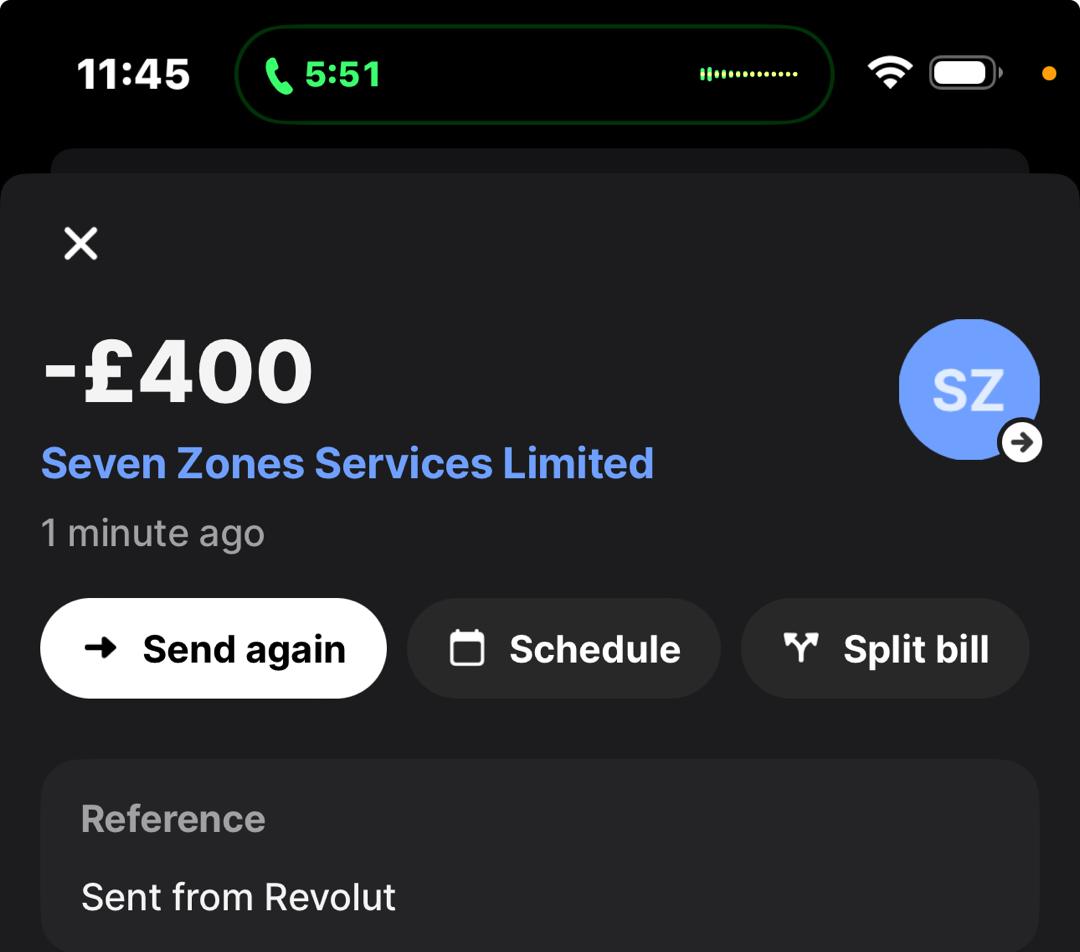 11:45
5:51
-£400
SZ
Seven Zones Services Limited
1 minute ago
Send again
Schedule
Split bill
Reference
Sent from Revolut